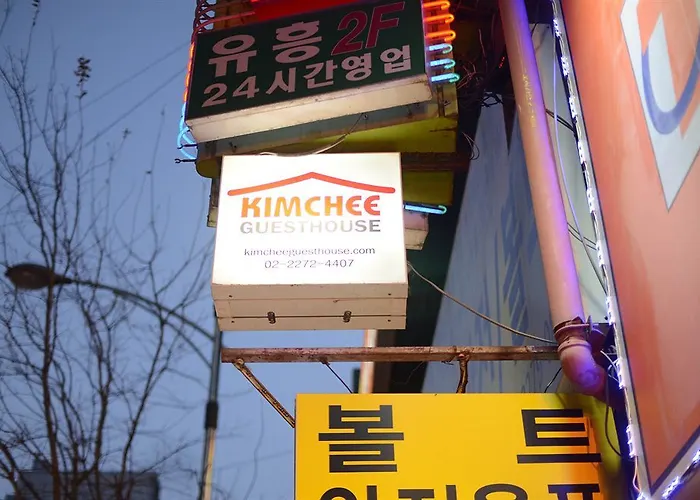 유흥 2F
24시간영업
KIMCHEE
GUESTHOUSE
kimcheeguesthouse.com
02-2272-4407
볼트